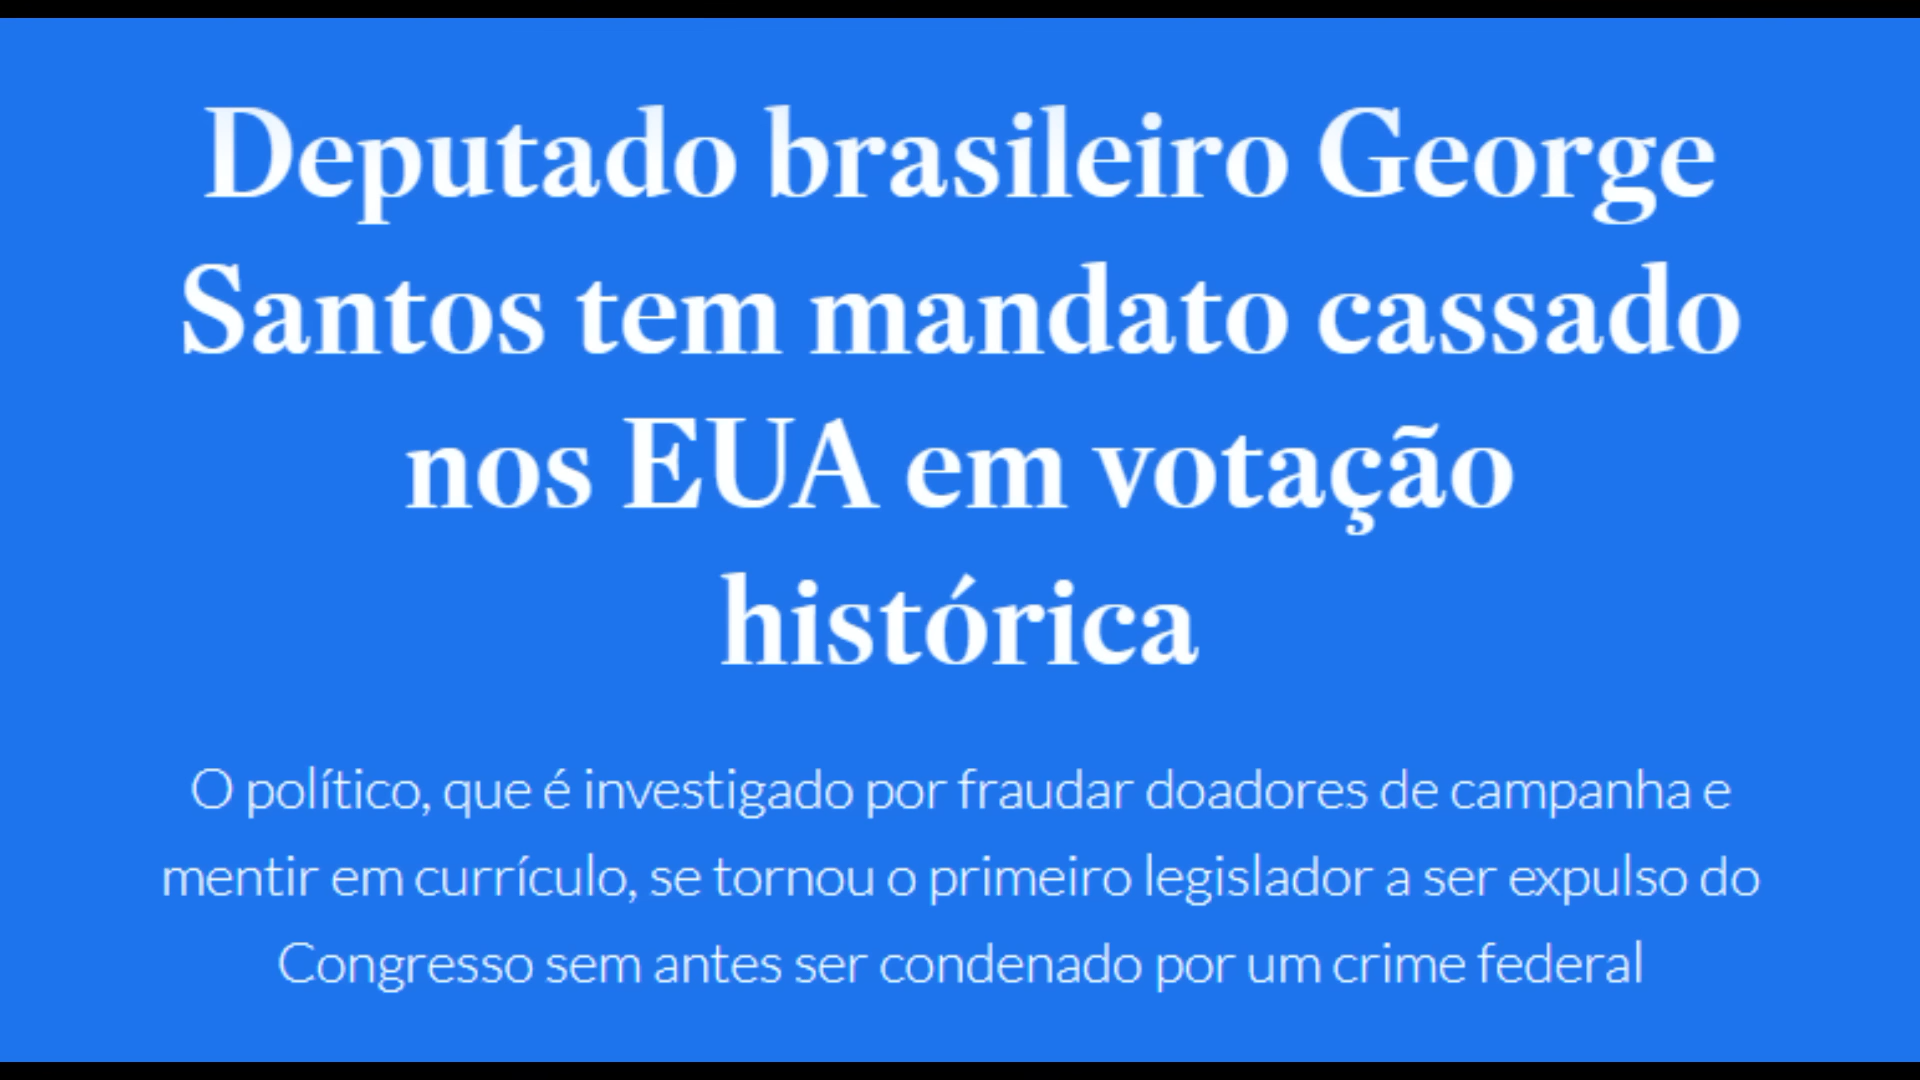 Deputado brasileiro George
Santos tem mandato cassado
nos EUA em votação
histórica
O político, que é investigado por fraudar doadores de campanha e
mentir em currículo, se tornou o primeiro legislador a ser expulso do
Congresso sem antes ser condenado por um crime federal